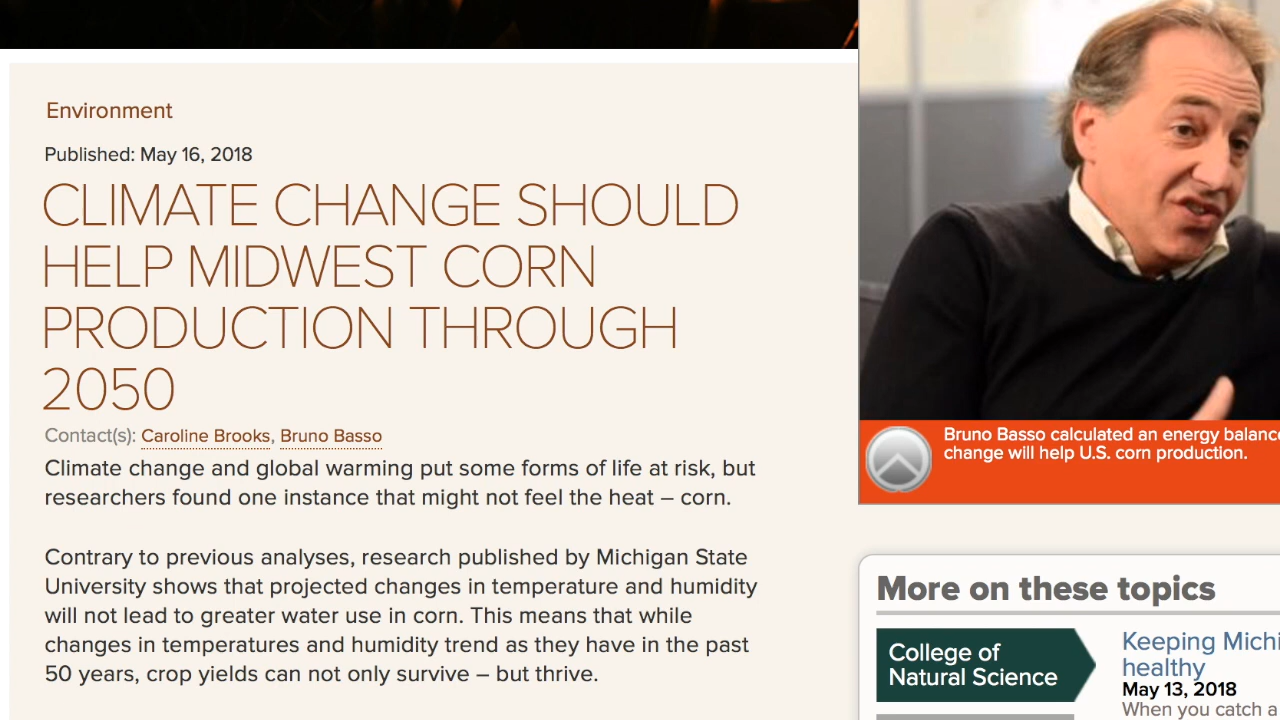 Environment
Published: May 16, 2018
CLIMATE CHANGE SHOULD
HELP MIDWEST CORN
PRODUCTION THROUGH
2050
Contact(s): Caroline Brooks, Bruno Basso
Climate change and global warming put some forms of life at risk, but
researchers found one instance that might not feel the heat – corn.
Contrary to previous analyses, research published by Michigan State
University shows that projected changes in temperature and humidity
will not lead to greater water use in corn. This means that while
changes in temperatures and humidity trend as they have in the past
50 years, crop yields can not only survive – but thrive.
Bruno Basso calculated an energy balance
change will help U.S. corn production.
More on these topics
College of
Natural Science
Keeping Michi
healthy
May 13, 2018
When you catch a